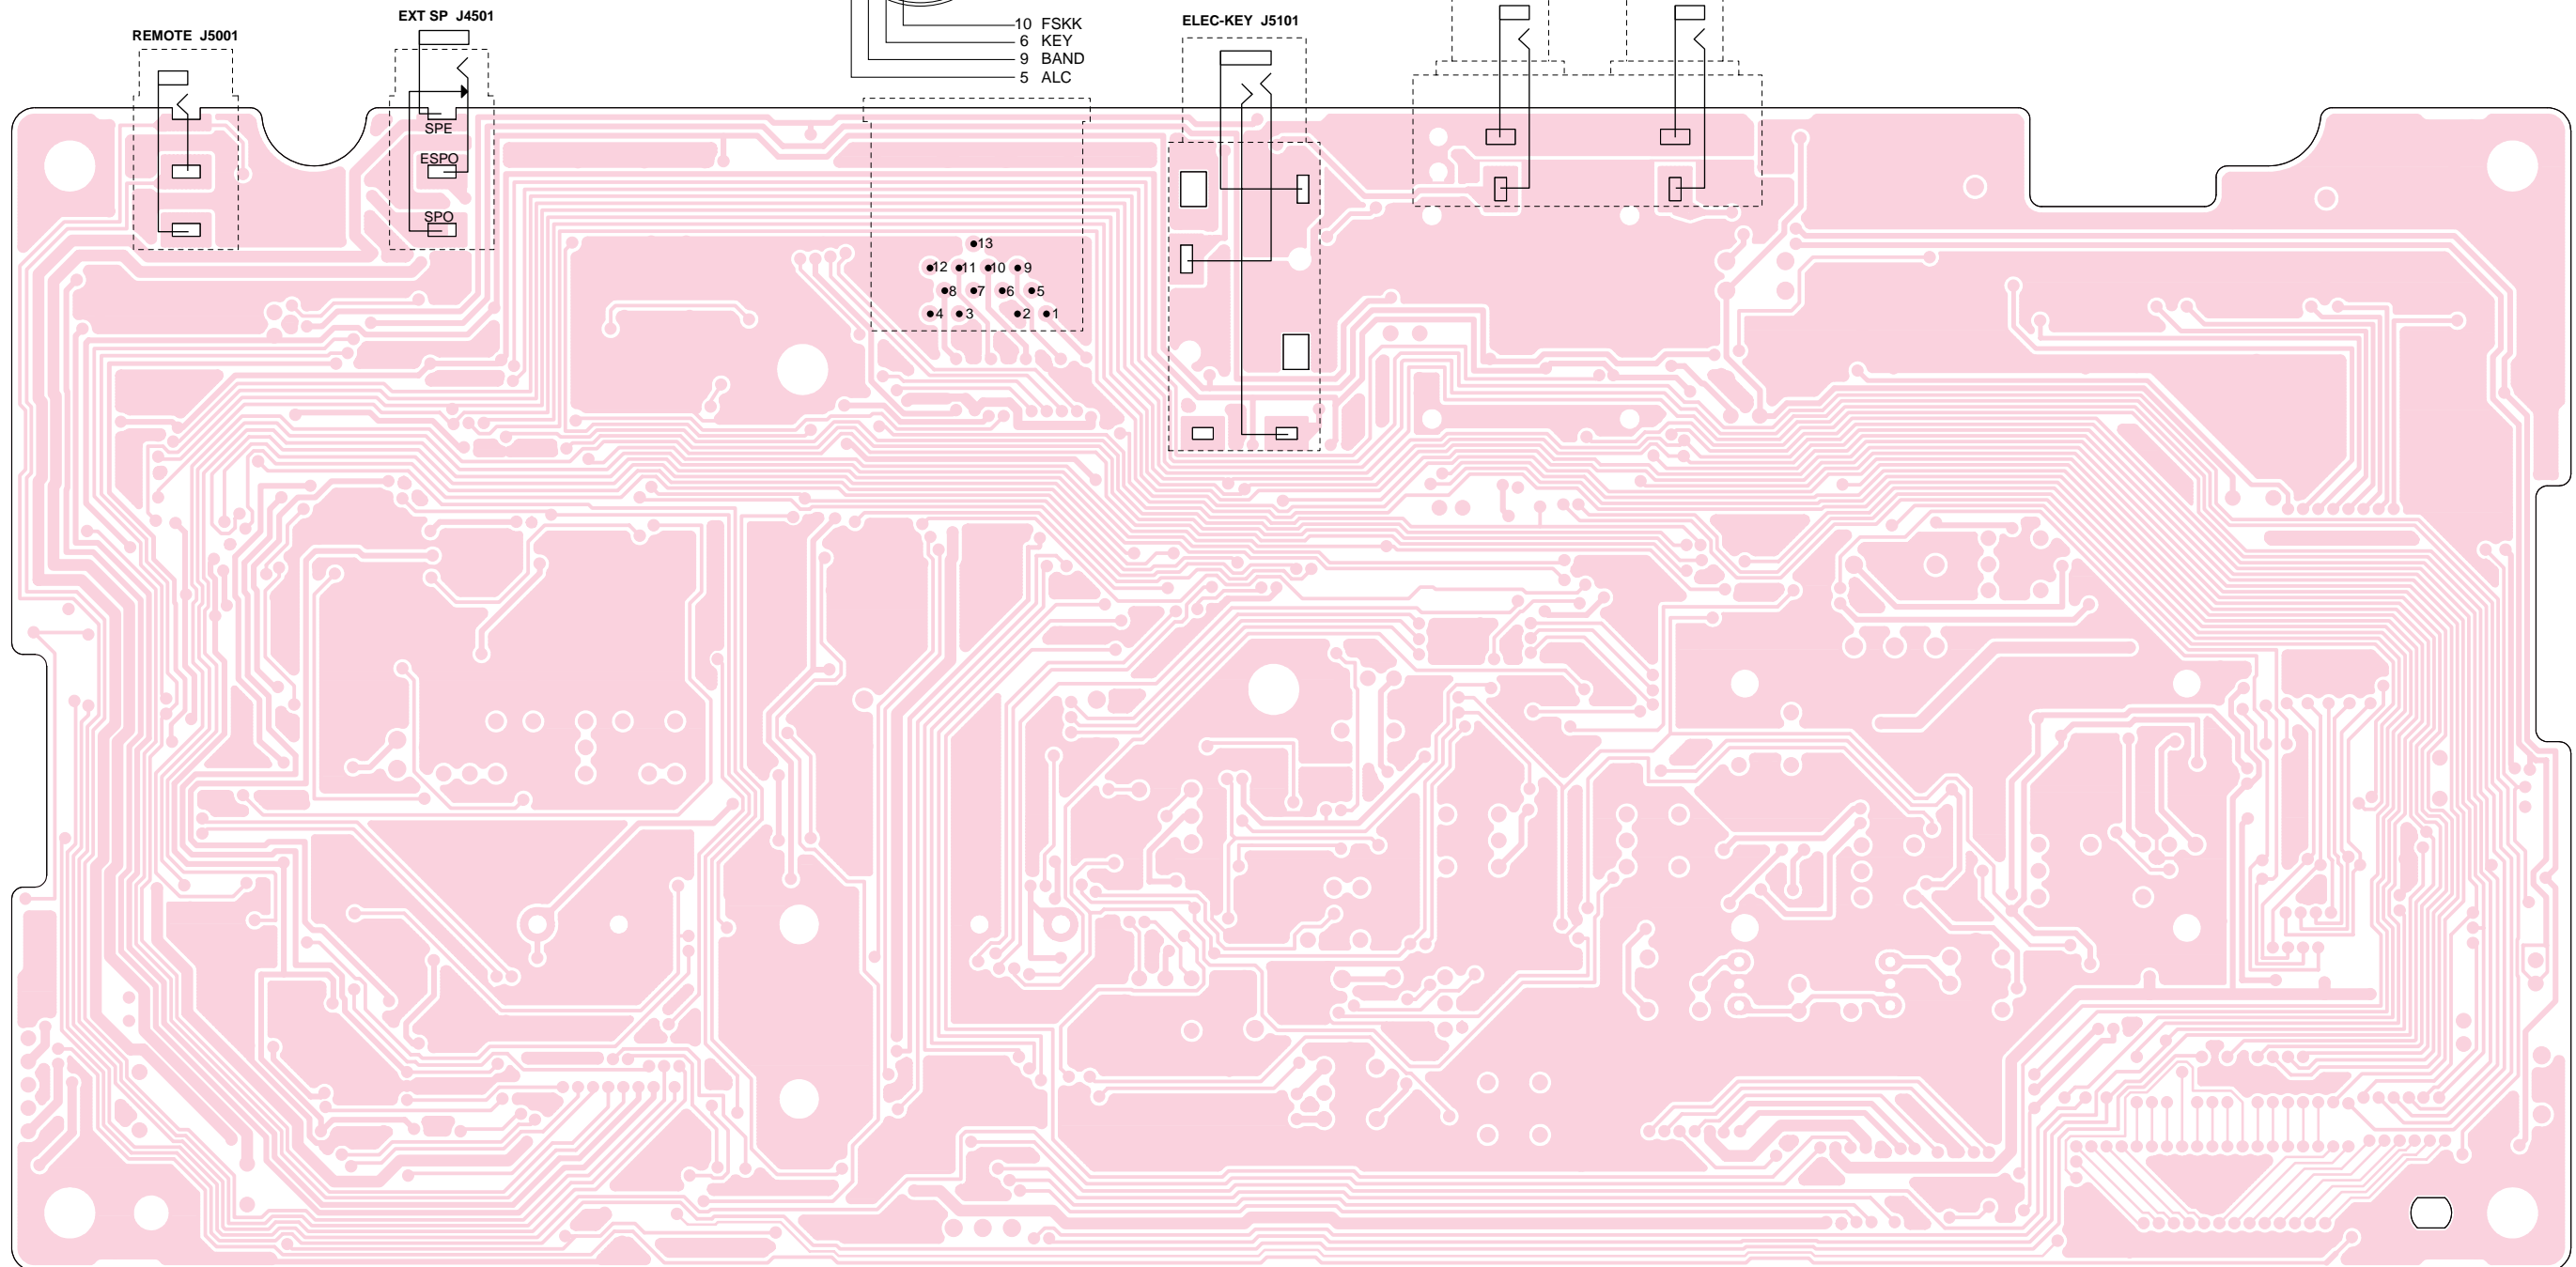 EXT SP J4501
REMOTE J5001
10 FSKK
6 KEY
9 BAND
5 ALC
ELEC-KEY J5101
SPE
ESPO
SPO
13
12 11 10 9
8 7 6 5
4 3 2 1